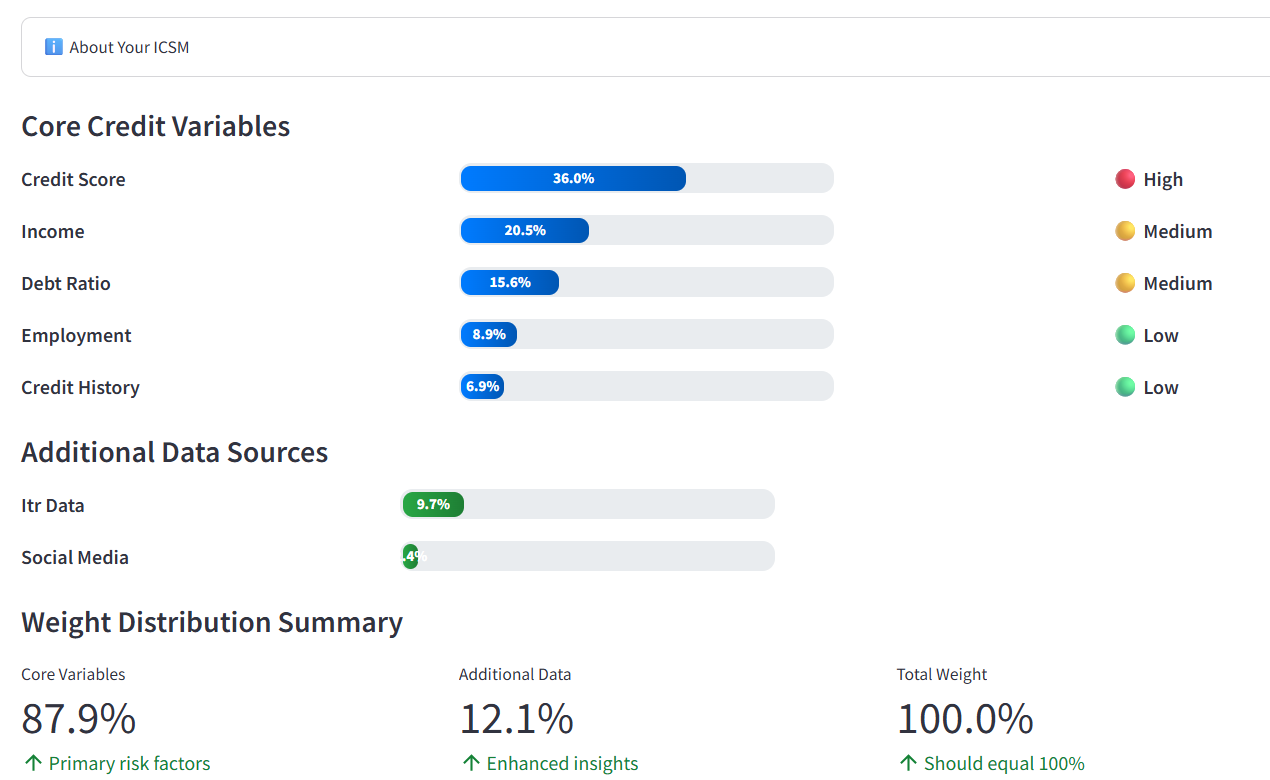 ℹ About Your ICSM
Core Credit Variables
Credit Score 36.0% High
Income 20.5% Medium
Debt Ratio 15.6% Medium
Employment 8.9% Low
Credit History 6.9% Low
Additional Data Sources
Itr Data 9.7%
Social Media .4%
Weight Distribution Summary
Core Variables Additional Data Total Weight
87.9% 12.1% 100.0%
↑ Primary risk factors ↑ Enhanced insights ↑ Should equal 100%